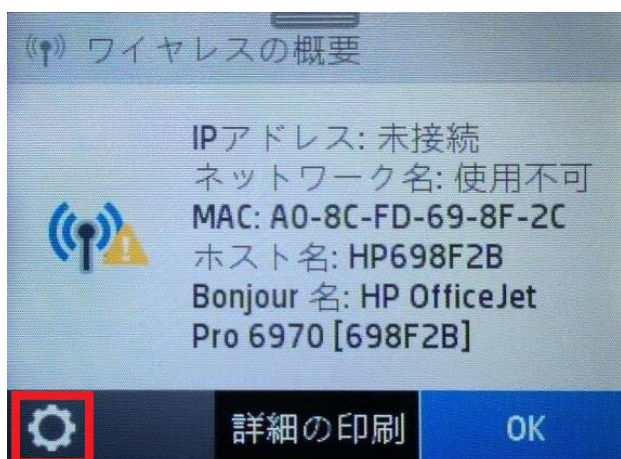 ワイヤレスの概要
IPアドレス: 未接続
ネットワーク名: 使用不可
MAC: A0-8C-FD-69-8F-2C
ホスト名: HP698F2B
Bonjour 名: HP OfficeJet
Pro 6970 [698F2B]
詳細の印刷 OK